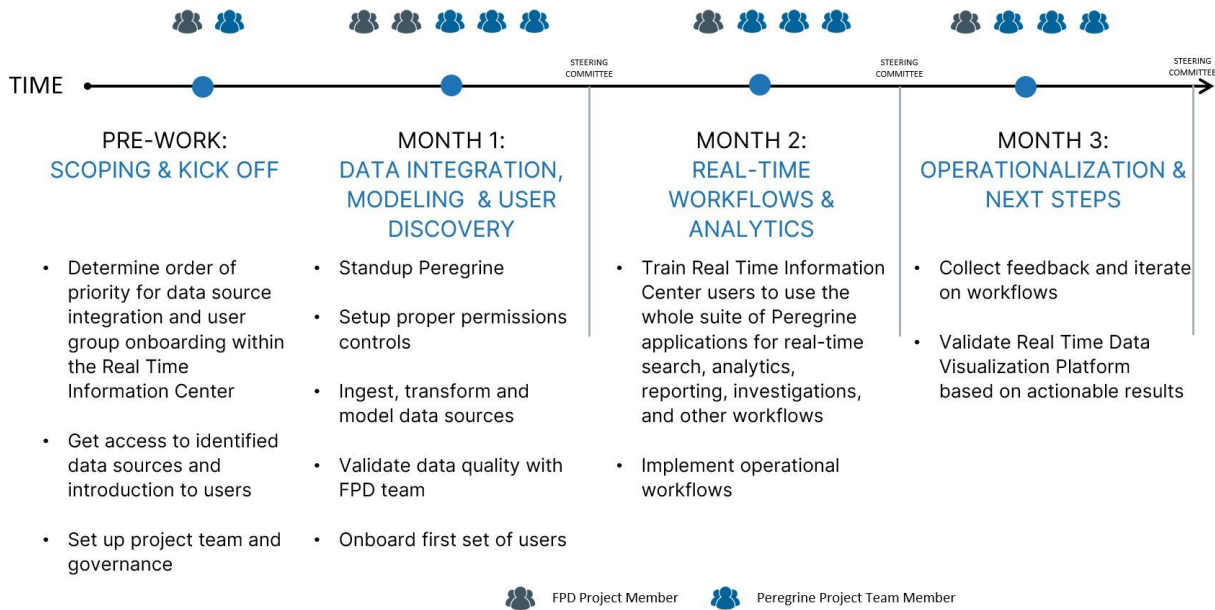 STEERING
COMMITTEE
STEERING
COMMITTEE
STEERING
COMMITTEE
TIME
PRE-WORK:
SCOPING & KICK OFF
• Determine order of
priority for data source
integration and user
group onboarding within
the Real Time
Information Center
• Get access to identified
data sources and
introduction to users
• Set up project team and
governance
MONTH 1:
DATA INTEGRATION,
MODELING & USER
DISCOVERY
• Standup Peregrine
• Setup proper permissions
controls
• Ingest, transform and
model data sources
• Validate data quality with
FPD team
• Onboard first set of users
MONTH 2:
REAL-TIME
WORKFLOWS &
ANALYTICS
• Train Real Time Information
Center users to use the
whole suite of Peregrine
applications for real-time
search, analytics,
reporting, investigations,
and other workflows
• Implement operational
workflows
MONTH 3:
OPERATIONALIZATION &
NEXT STEPS
• Collect feedback and iterate
on workflows
• Validate Real Time Data
Visualization Platform
based on actionable results
FPD Project Member
Peregrine Project Team Member